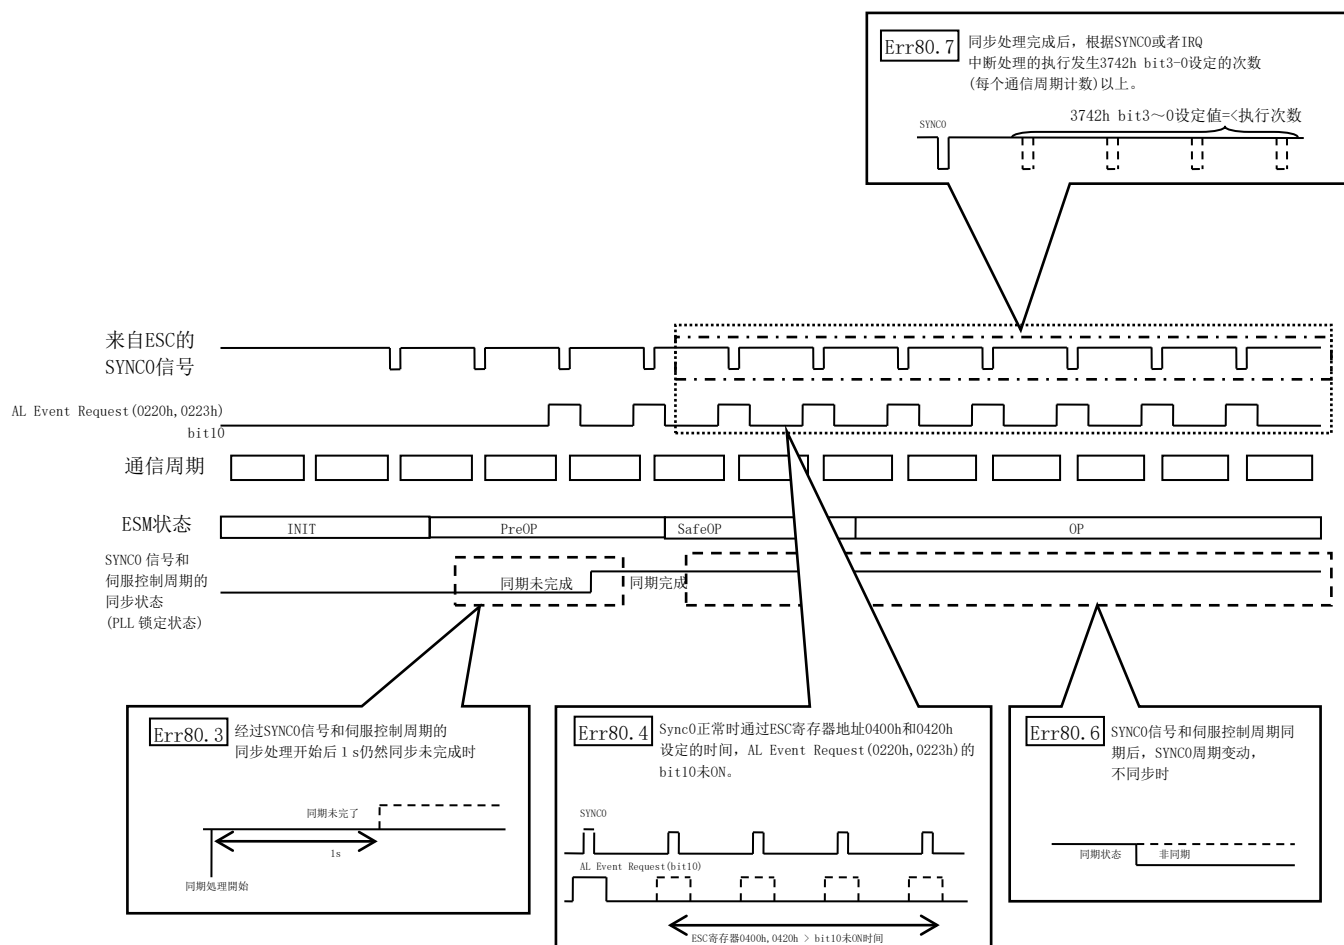 Err80.7
同步处理完成后，根据SYNC0或者IRQ
中断处理的执行发生3742h bit3-0设定的次数
(每个通信周期计数)以上。
3742h bit3～0设定値=<执行次数
SYNC0
来自ESC的
SYNC0信号
AL Event Request(0220h,0223h)
bit10
通信周期
ESM状态
INIT
PreOP
SafeOP
OP
SYNC0 信号和
伺服控制周期的
同步状态
(PLL 锁定状态)
同期未完成
同期完成
Err80.3
经过SYNC0信号和伺服控制周期的
同步处理开始后１s仍然同步未完成时
同期未完了
1s
同期処理開始
Err80.4
Sync0正常时通过ESC寄存器地址0400h和0420h
设定的时间，AL Event Request(0220h,0223h)的
bit10未ON。
SYNC0
AL Event Request(bit10)
ESC寄存器0400h,0420h > bit10未ON时间
Err80.6
SYNC0信号和伺服控制周期同
期后，SYNC0周期变动，
不同步时
同期状态
非同期